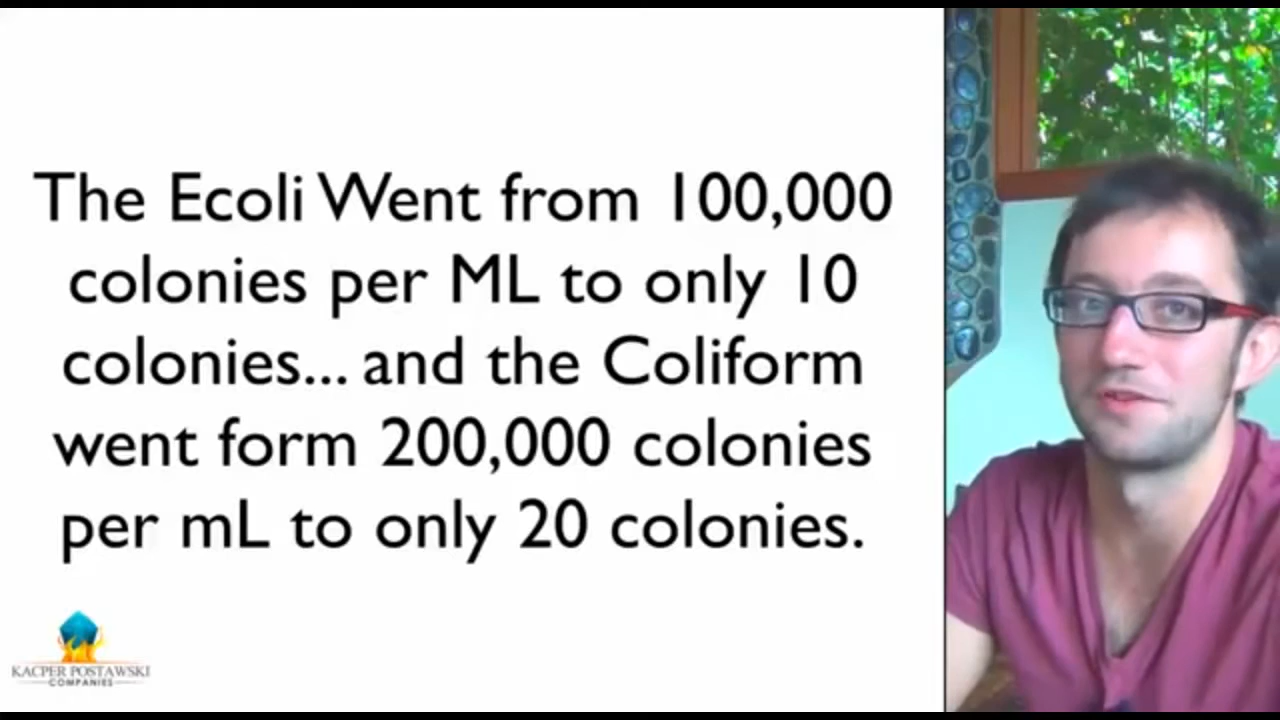 The Ecoli Went from 100,000
colonies per ML to only 10
colonies... and the Coliform
went form 200,000 colonies
per mL to only 20 colonies.
KACPER POSTAWSKI
COMPANIES